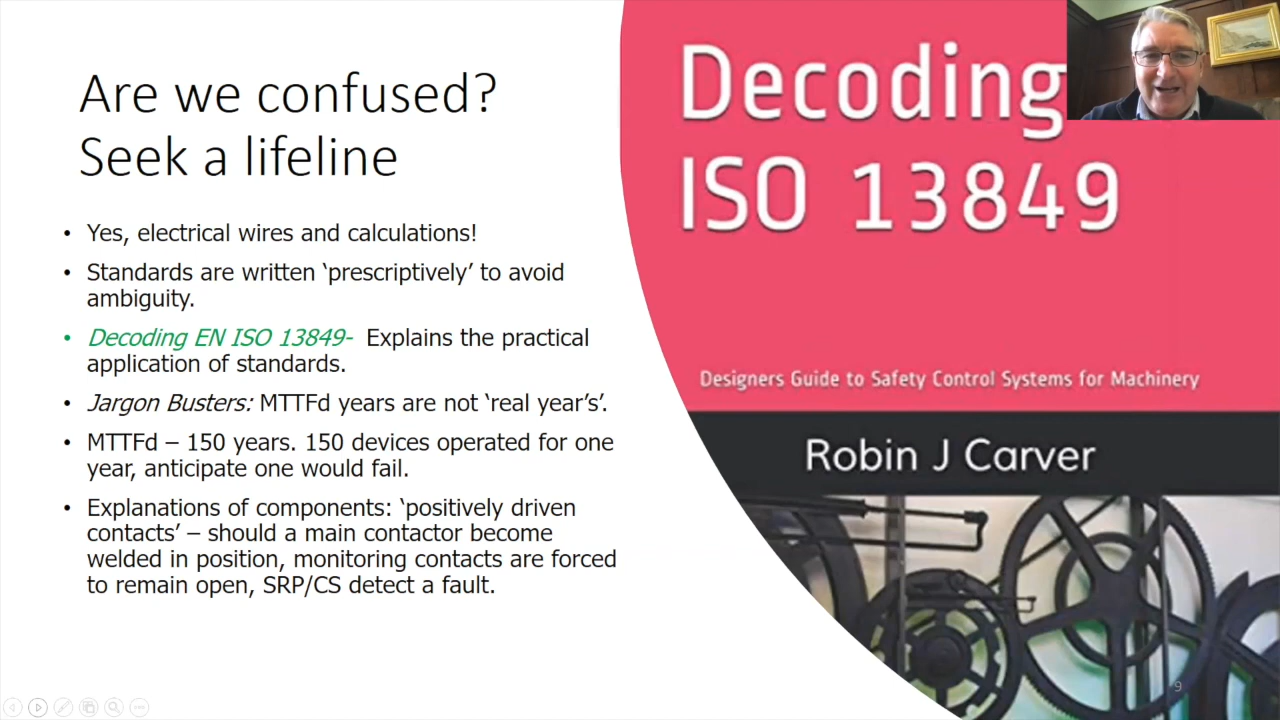 Are we confused?
Seek a lifeline
• Yes, electrical wires and calculations!
• Standards are written ‘prescriptively’ to avoid
ambiguity.
• Decoding EN ISO 13849- Explains the practical
application of standards.
• Jargon Busters: MTTFd years are not ‘real year’s’.
• MTTFd – 150 years. 150 devices operated for one
year, anticipate one would fail.
• Explanations of components: ‘positively driven
contacts’ – should a main contactor become
welded in position, monitoring contacts are forced
to remain open, SRP/CS detect a fault.
Decoding
ISO 13849
Designers Guide to Safety Control Systems for Machinery
Robin J Carver
9